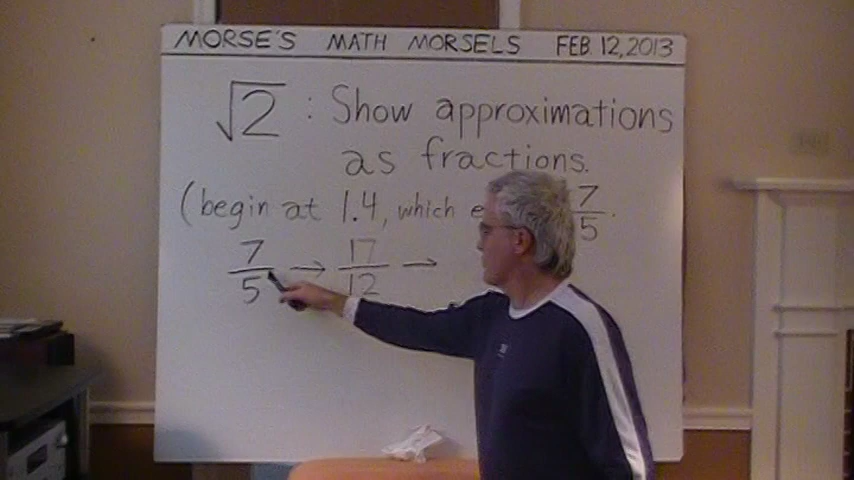 MORSE'S MATH MORSELS FEB. 12, 2013
√2 : Show approximations
as fractions.
(begin at 1.4, which e 7/5.
7/5 → 17/12 →